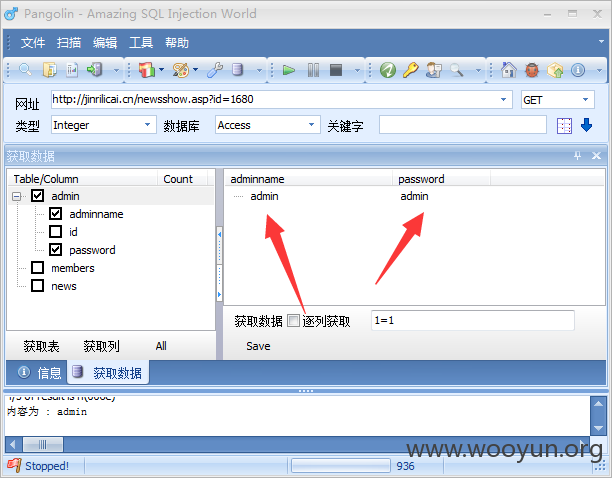 Pangolin - Amazing SQL Injection World
文件 扫描 编辑 工具 帮助
网址 http://jinrilicai.cn/newsshow.asp?id=1680 GET
类型 Integer 数据库 Access 关键字
获取数据
Table/Column Count adminname password
admin admin admin
adminname
id
password
members
news
获取数据 逐列获取 1=1
获取表 获取列 All Save
信息 获取数据
内容为 : admin
www.wooyun.org
Stopped! 936